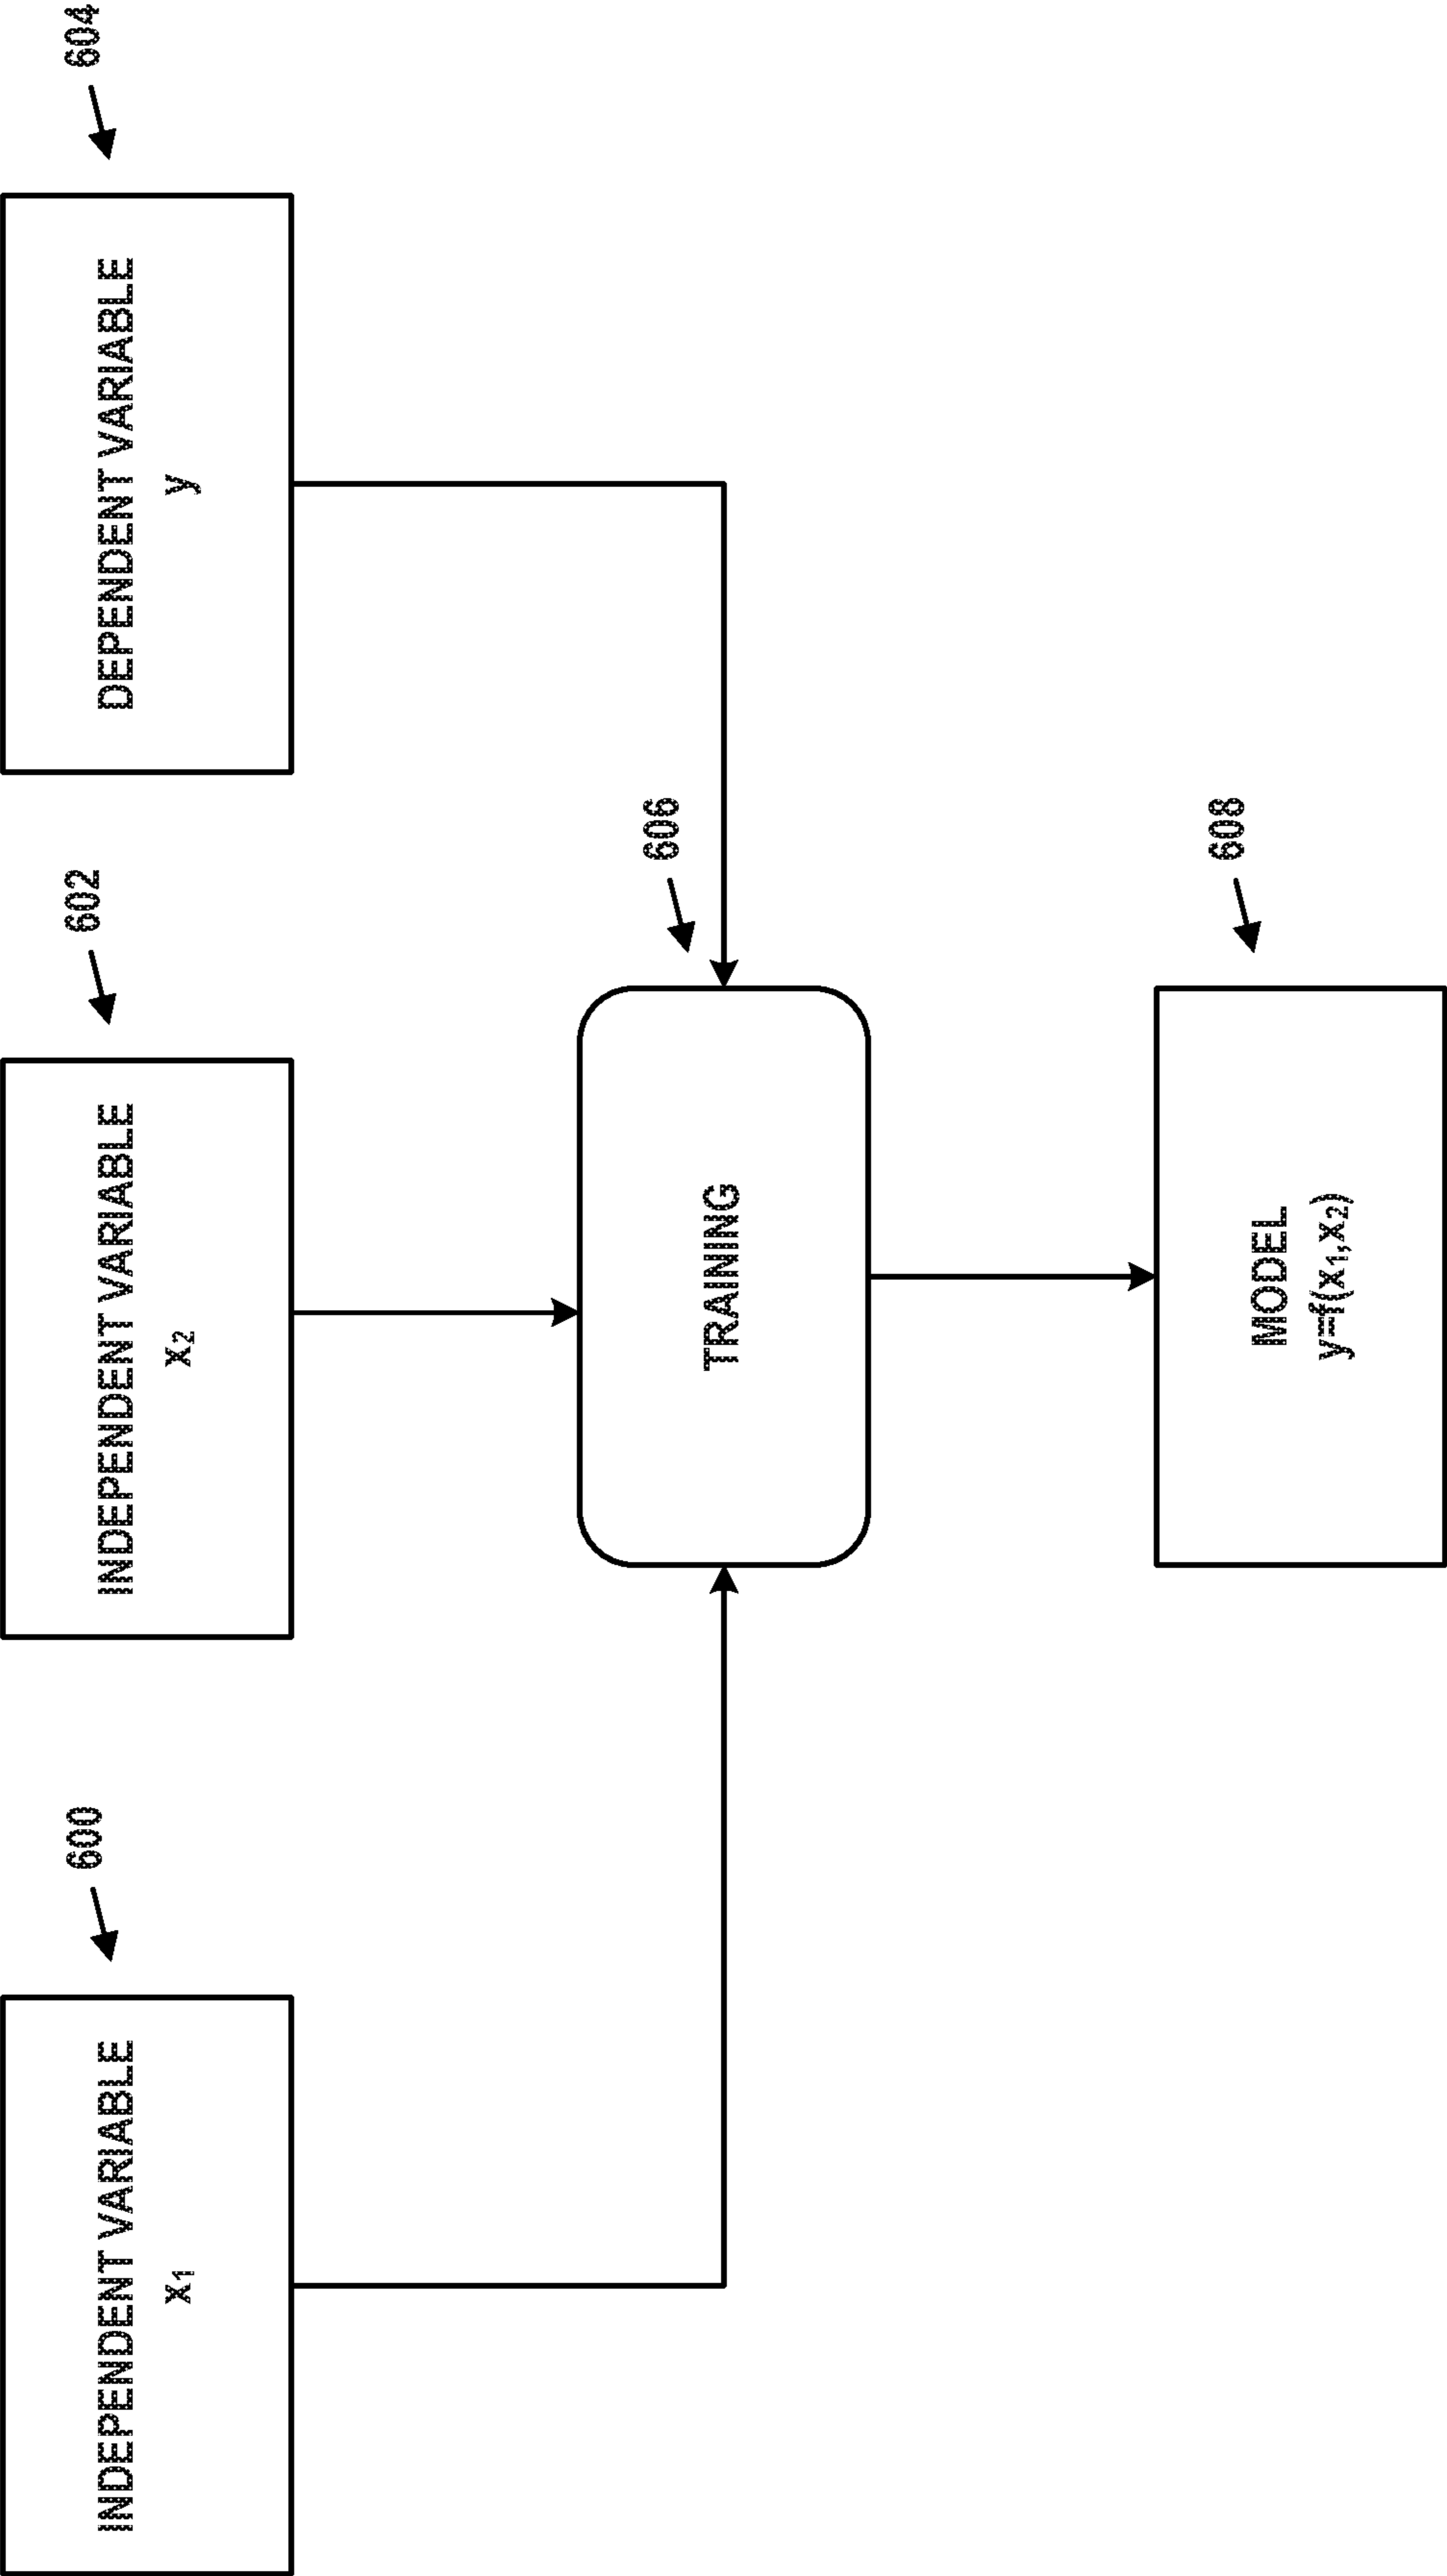 600
602
604
INDEPENDENT VARIABLE
x₁
INDEPENDENT VARIABLE
x₂
DEPENDENT VARIABLE
y
606
TRAINING
608
MODEL
y=f(x₁,x₂)